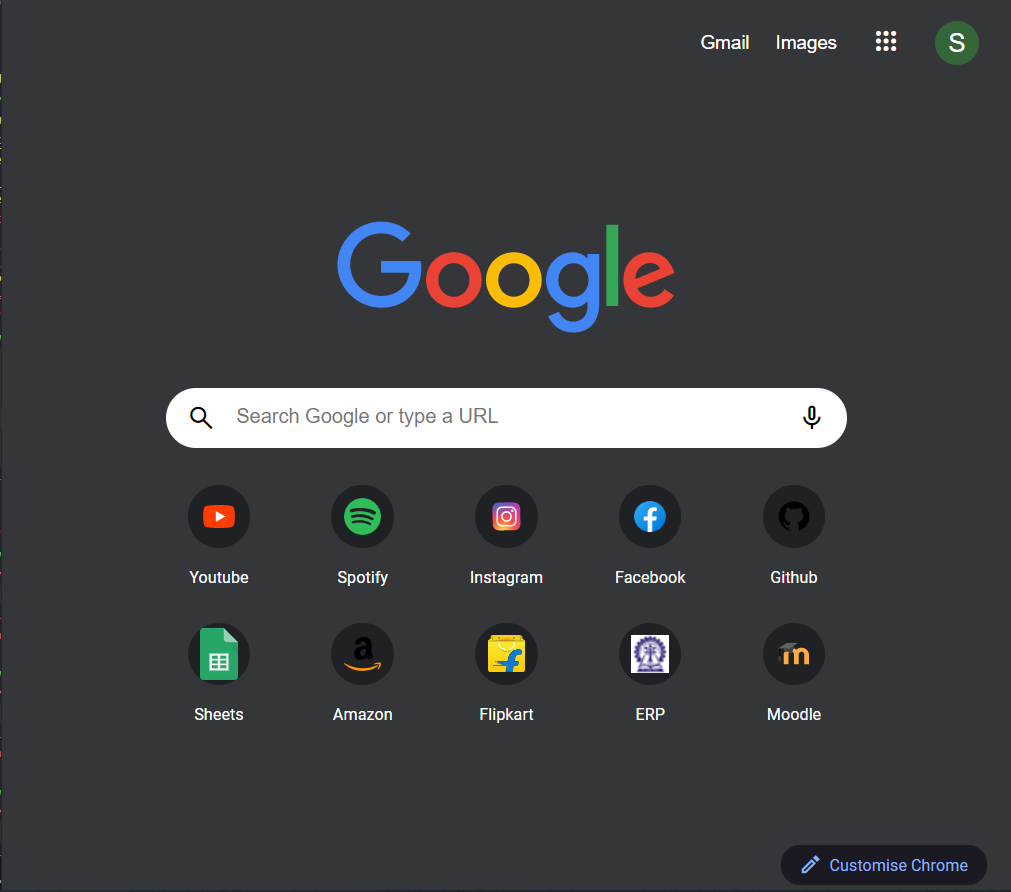 Gmail Images S
Google
Search Google or type a URL
Youtube Spotify Instagram Facebook Github
Sheets Amazon Flipkart ERP Moodle
Customise Chrome